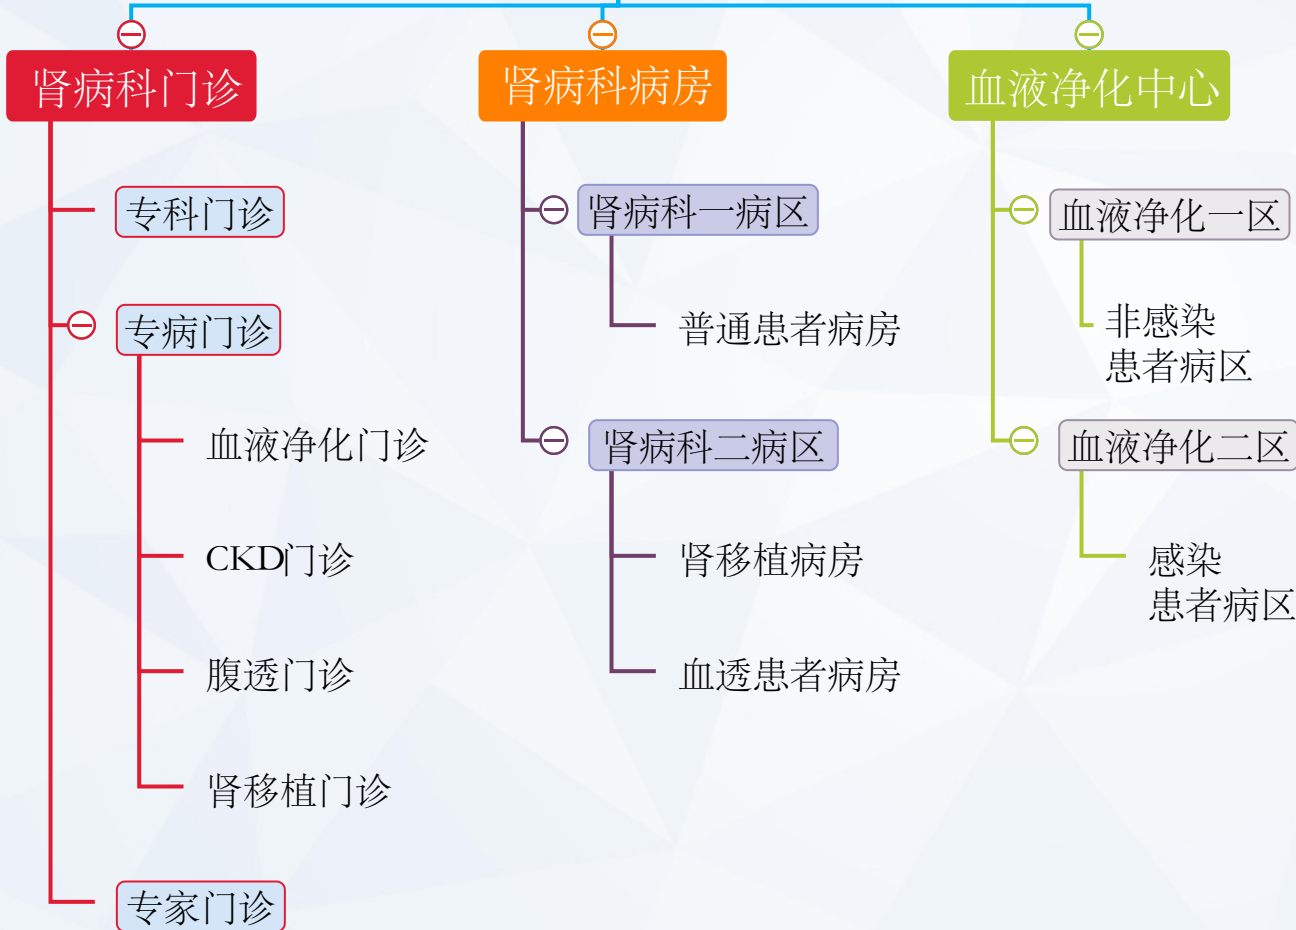 肾病科门诊
专科门诊
专病门诊
血液净化门诊
CKD门诊
腹透门诊
肾移植门诊
专家门诊
肾病科病房
肾病科一病区
普通患者病房
肾病科二病区
肾移植病房
血透患者病房
血液净化中心
血液净化一区
非感染
患者病区
血液净化二区
感染
患者病区